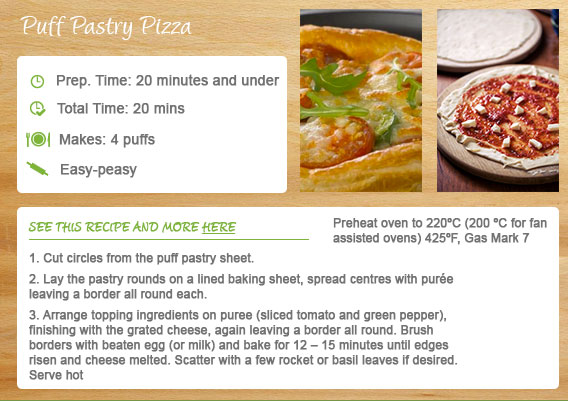 Puff Pastry Pizza
Prep. Time: 20 minutes and under
Total Time: 20 mins
Makes: 4 puffs
Easy-peasy
SEE THIS RECIPE AND MORE HERE
Preheat oven to 220ºC (200 ºC for fan
assisted ovens) 425ºF, Gas Mark 7
1. Cut circles from the puff pastry sheet.
2. Lay the pastry rounds on a lined baking sheet, spread centres with purée
leaving a border all round each.
3. Arrange topping ingredients on puree (sliced tomato and green pepper),
finishing with the grated cheese, again leaving a border all round. Brush
borders with beaten egg (or milk) and bake for 12 – 15 minutes until edges
risen and cheese melted. Scatter with a few rocket or basil leaves if desired.
Serve hot